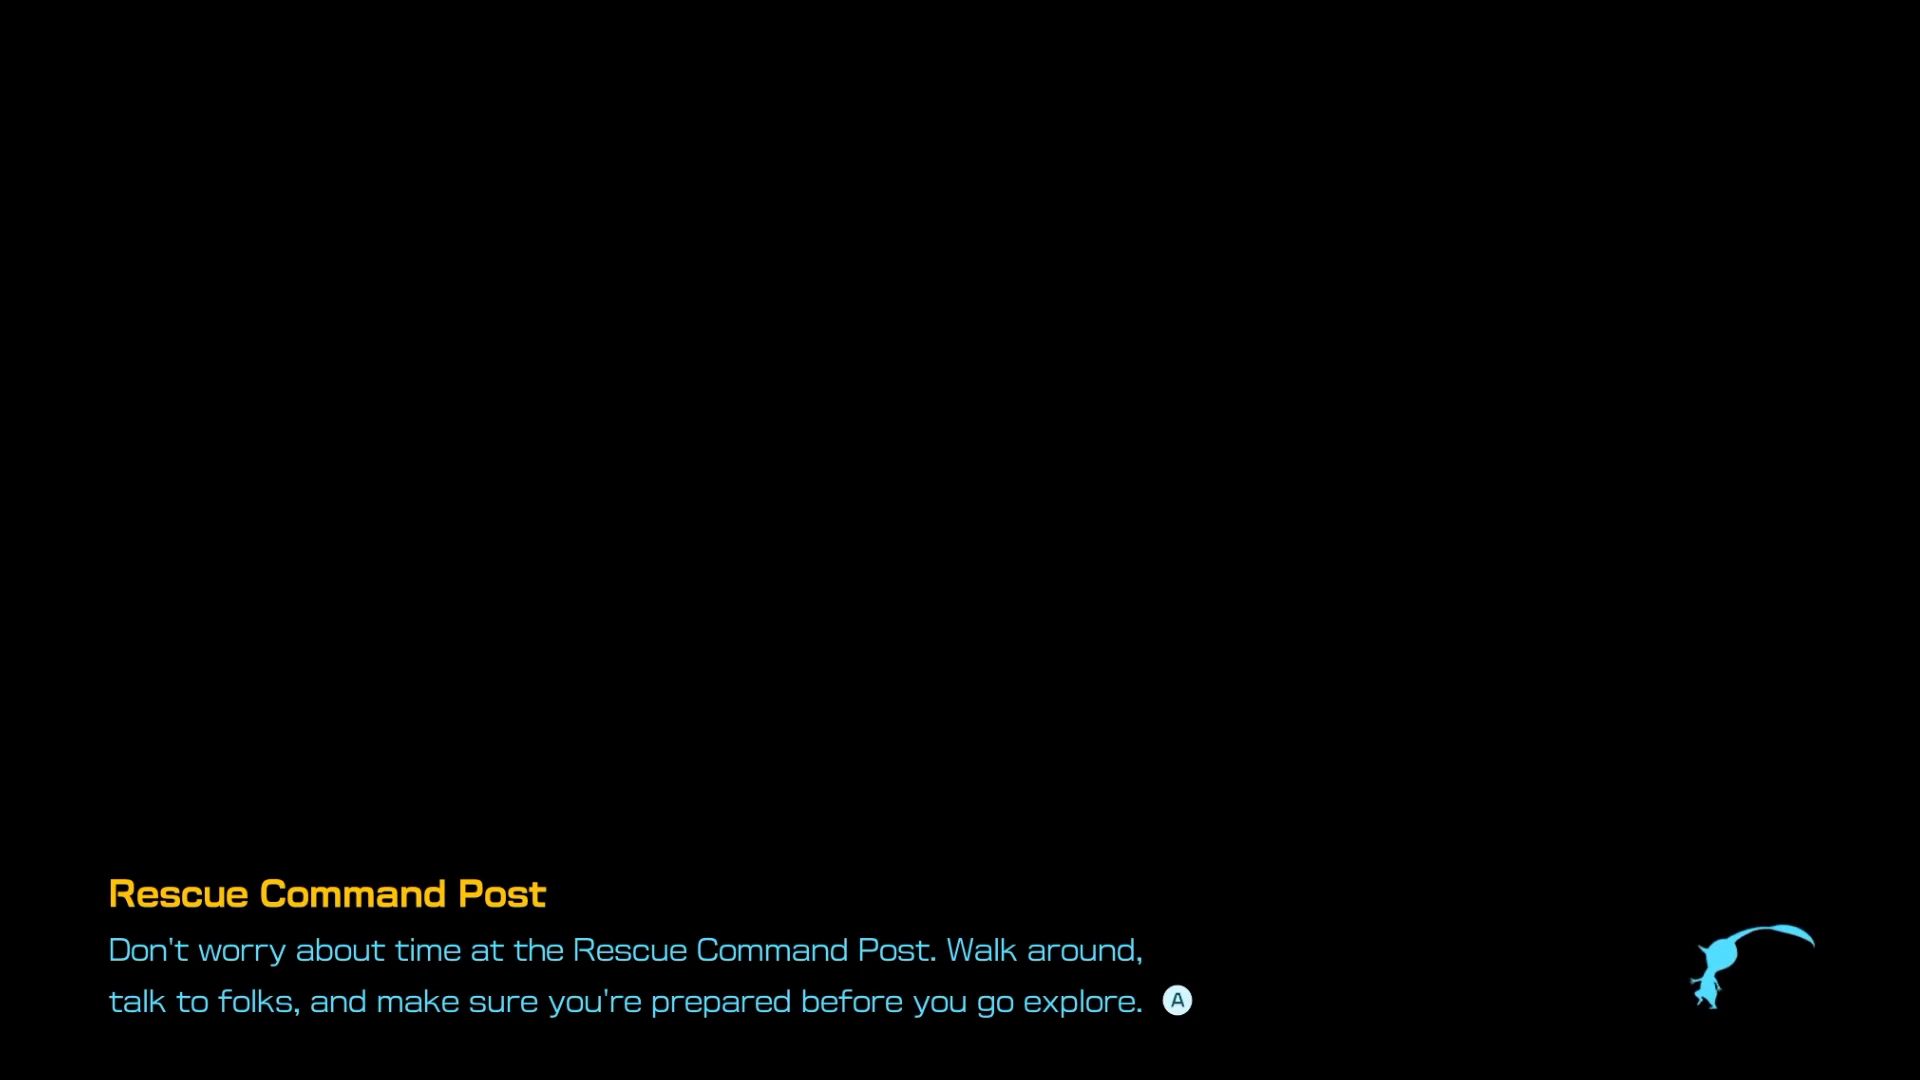 Rescue Command Post
Don't worry about time at the Rescue Command Post. Walk around,
talk to folks, and make sure you're prepared before you go explore. A